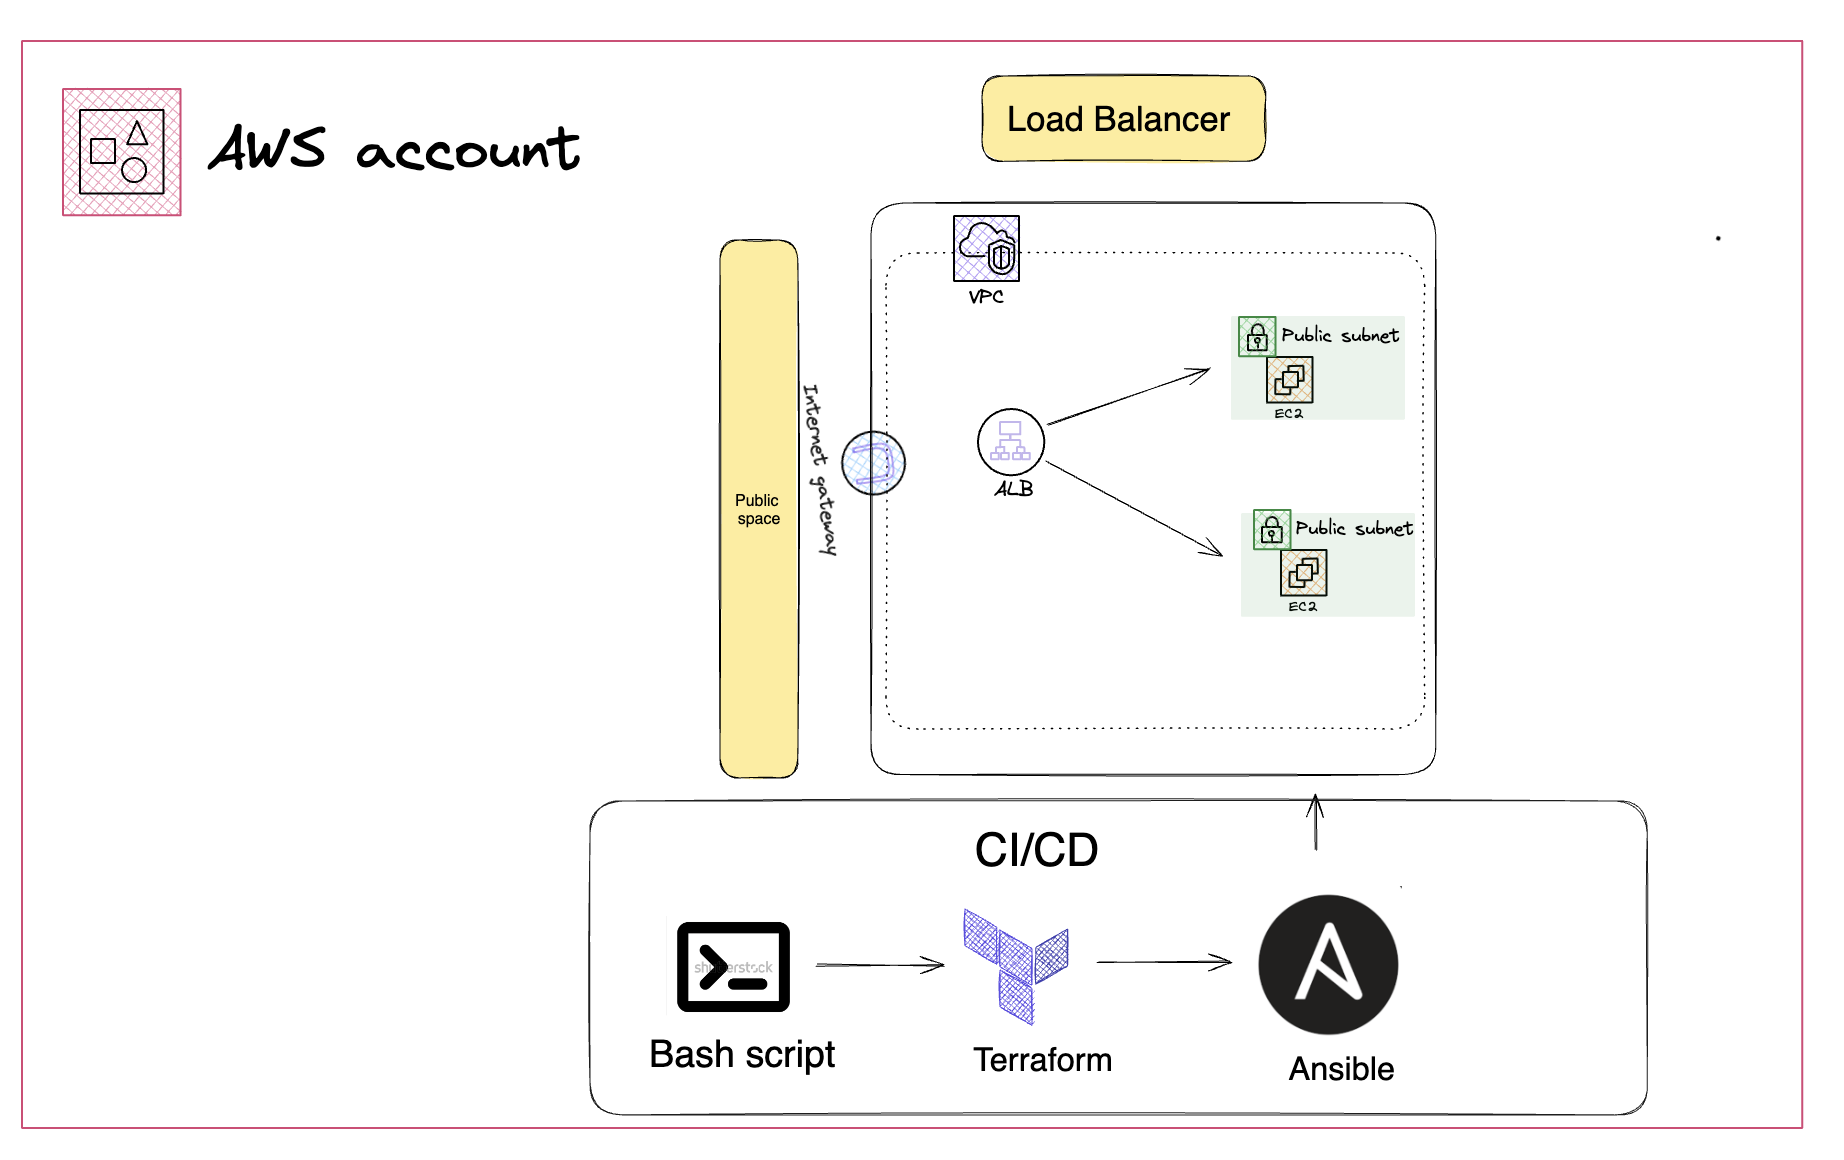 AWS account
Load Balancer
VPC
Public subnet
EC2
Internet gateway
ALB
Public
space
Public subnet
EC2
CI/CD
shutterstock
Bash script
Terraform
Ansible